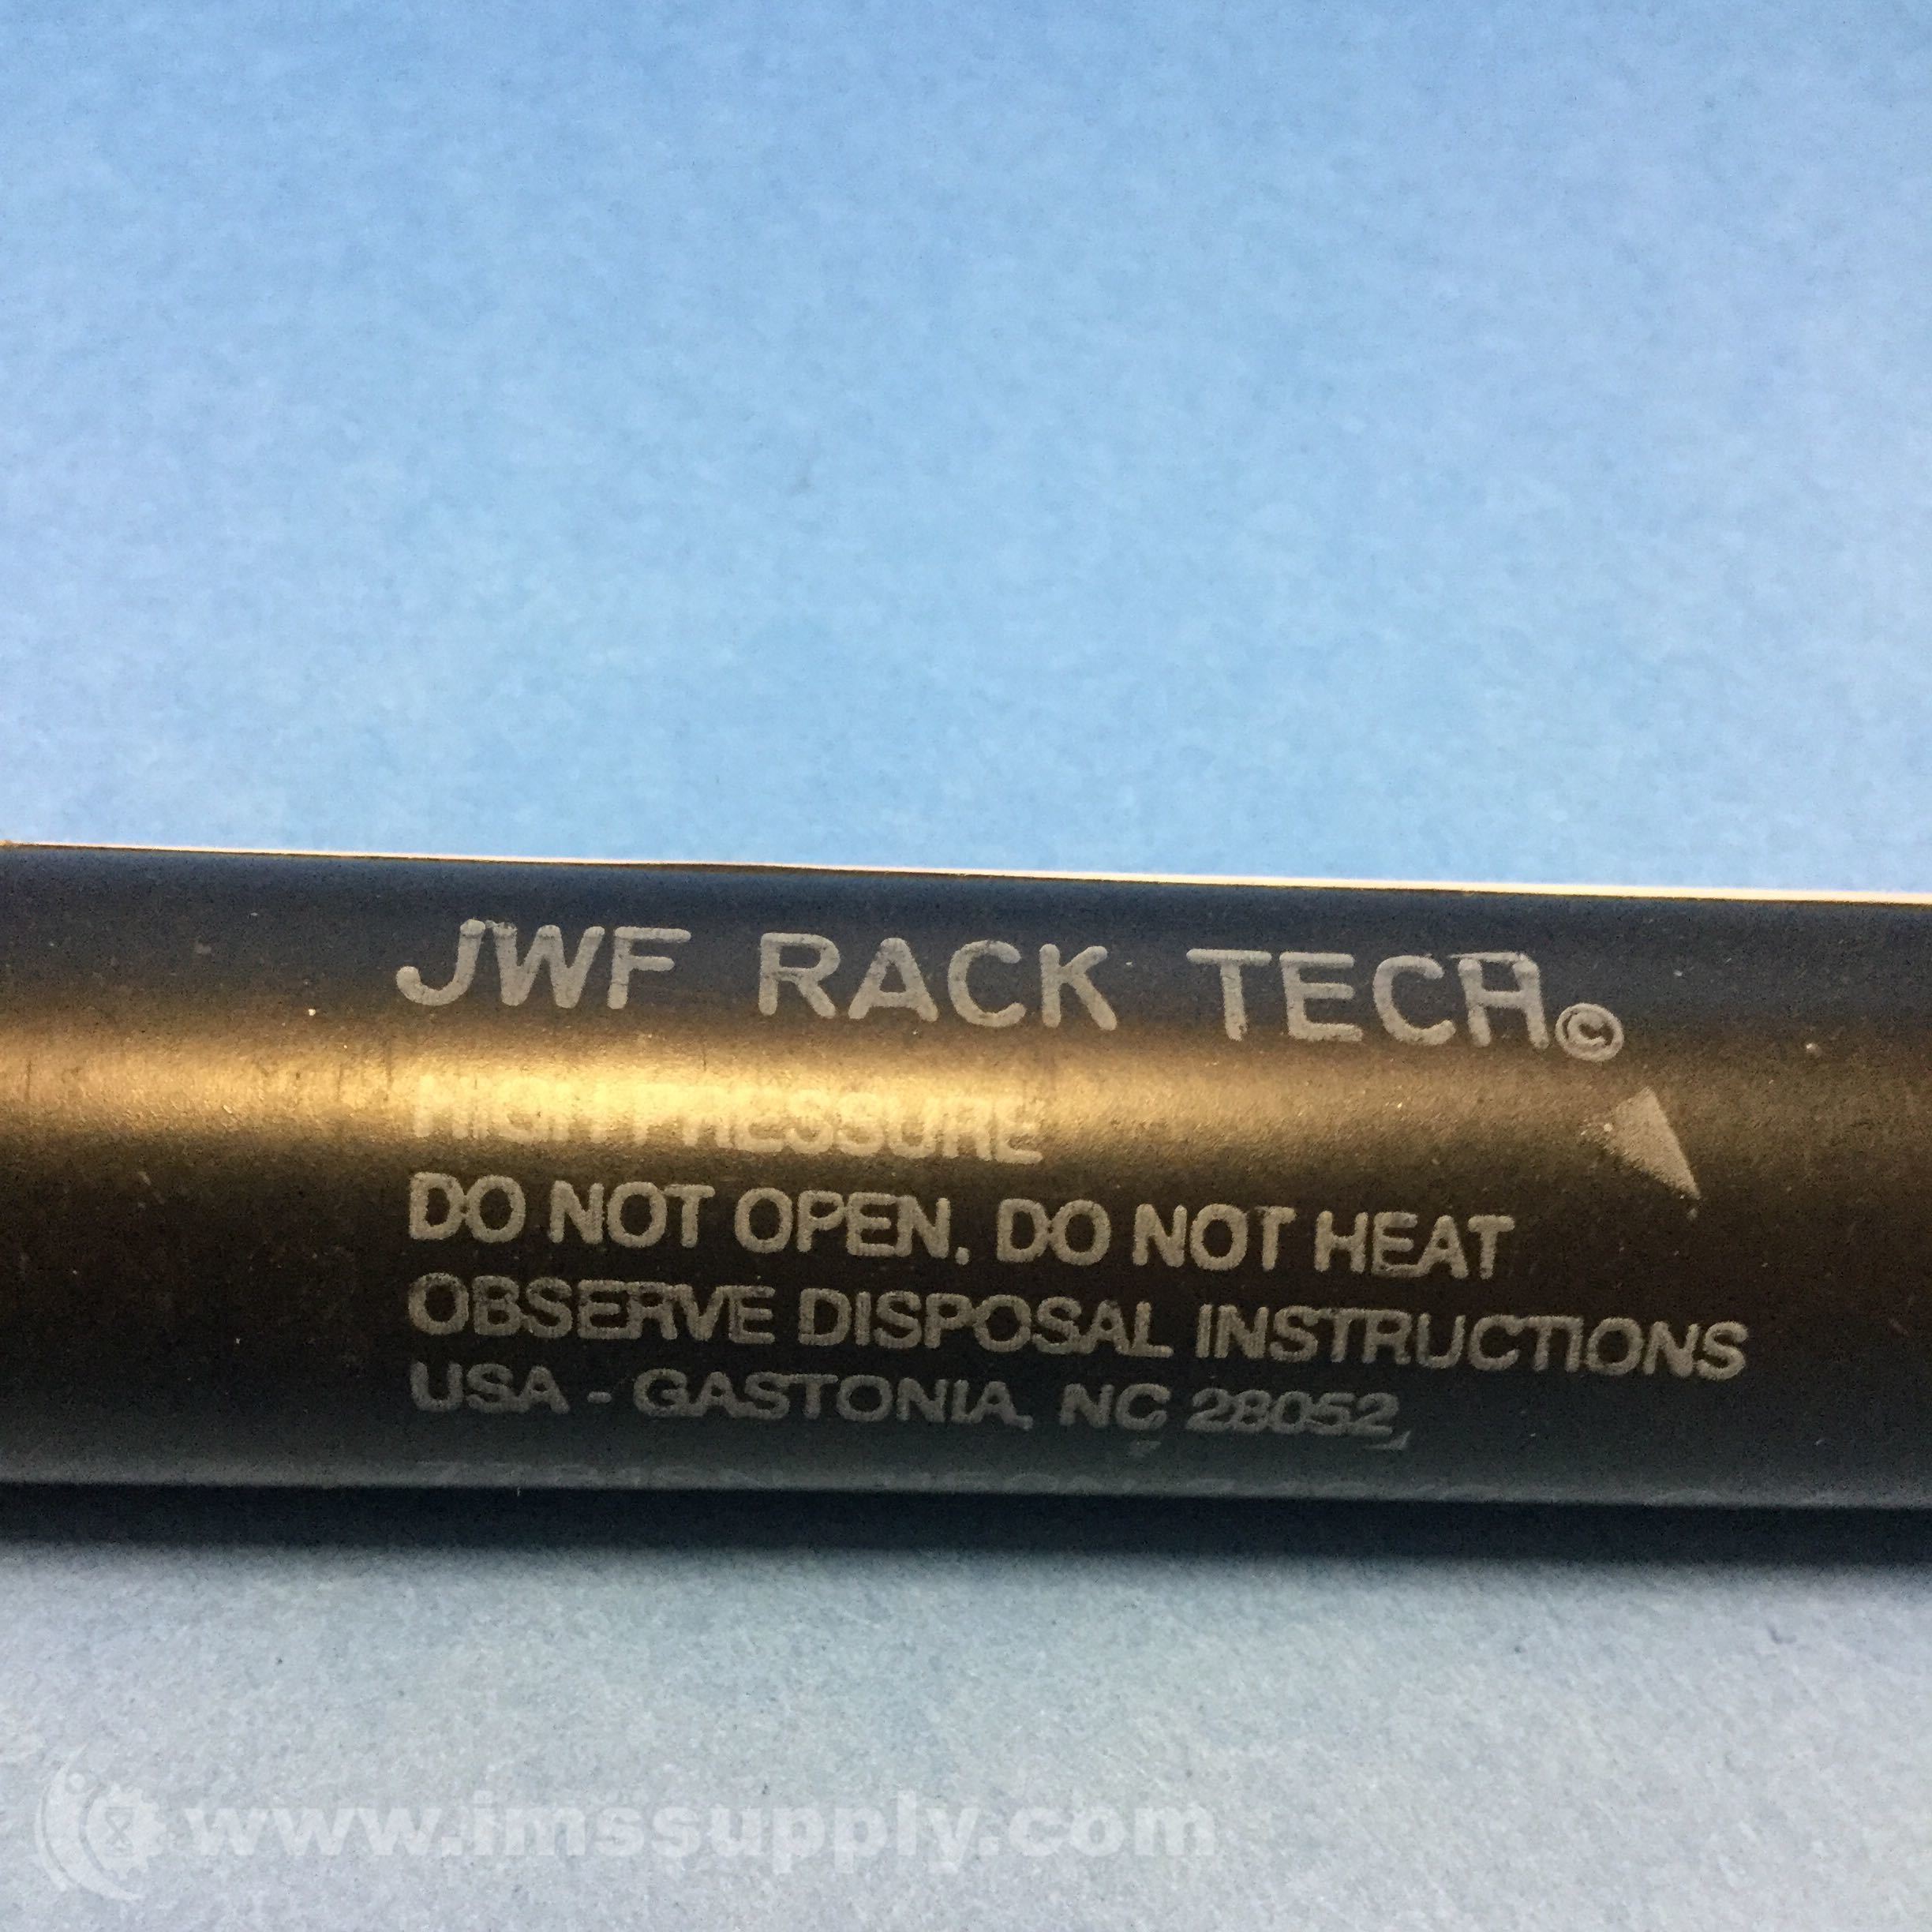 JWF RACK TECH©
HIGH PRESSURE
DO NOT OPEN, DO NOT HEAT
OBSERVE DISPOSAL INSTRUCTIONS
USA - GASTONIA, NC 28052
www.imssupply.com